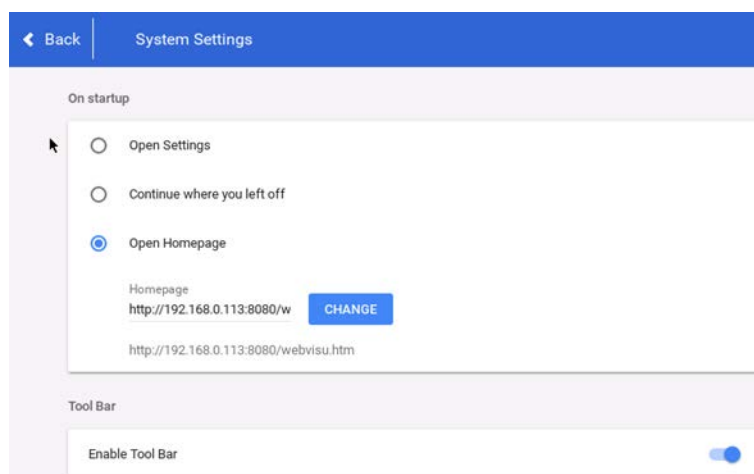 Back
System Settings
On startup
Open Settings
Continue where you left off
Open Homepage
Homepage
http://192.168.0.113:8080/w
CHANGE
http://192.168.0.113:8080/webvisu.htm
Tool Bar
Enable Tool Bar